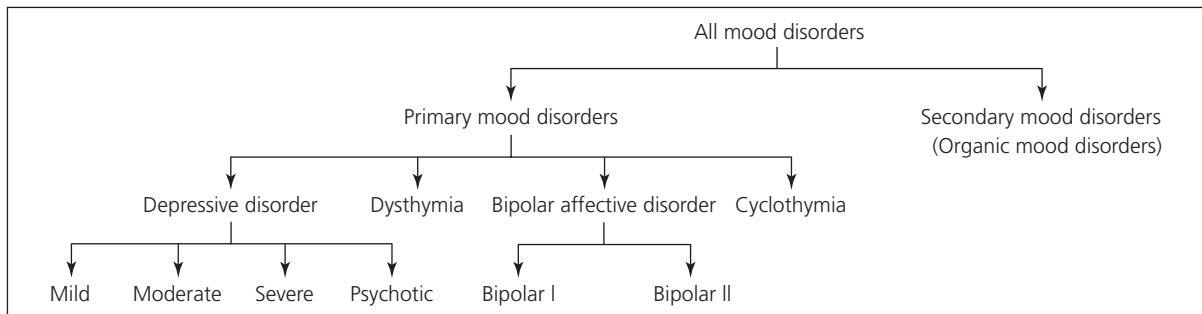 All mood disorders
Primary mood disorders
Secondary mood disorders
(Organic mood disorders)
Depressive disorder
Dysthymia
Bipolar affective disorder
Cyclothymia
Mild
Moderate
Severe
Psychotic
Bipolar l
Bipolar ll